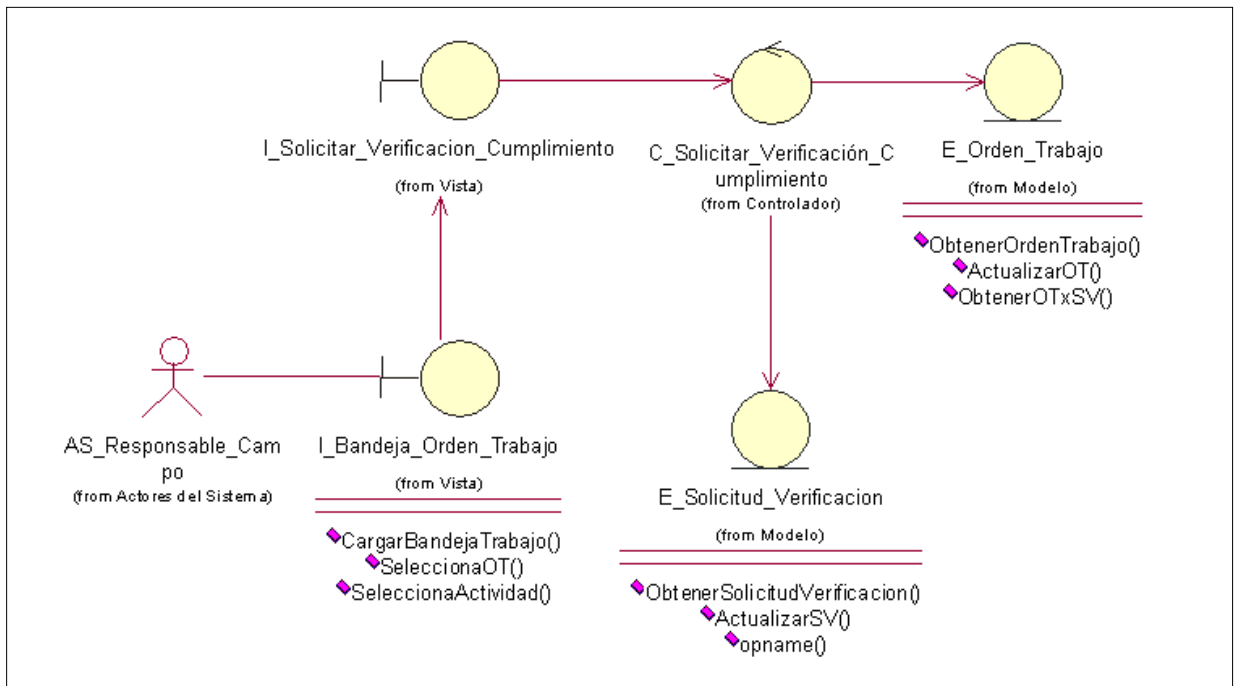 I_Solicitar_Verificacion_Cumplimiento
(from Vista)
C_Solicitar_Verificación_C
umplimiento
(from Controlador)
E_Orden_Trabajo
(from Modelo)
ObtenerOrdenTrabajo()
ActualizarOT()
ObtenerOTxSV()
AS_Responsable_Cam
po
(from Actores del Sistema)
I_Bandeja_Orden_Trabajo
(from Vista)
CargarBandejaTrabajo()
SeleccionaOT()
SeleccionaActividad()
E_Solicitud_Verificacion
(from Modelo)
ObtenerSolicitudVerificacion()
ActualizarSV()
opname()